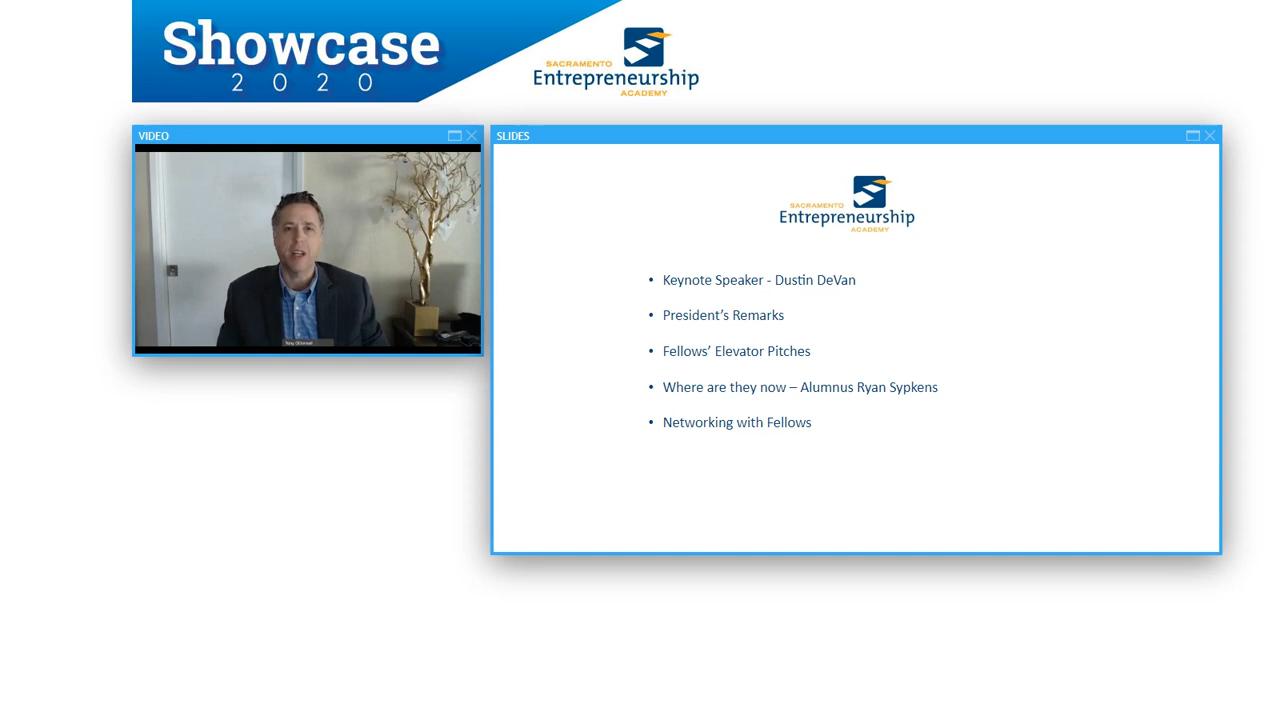 Showcase
2020
SACRAMENTO
Entrepreneurship
ACADEMY
VIDEO
SLIDES
SACRAMENTO
Entrepreneurship
ACADEMY
• Keynote Speaker - Dustin DeVan
• President’s Remarks
• Fellows’ Elevator Pitches
• Where are they now – Alumnus Ryan Sypkens
• Networking with Fellows